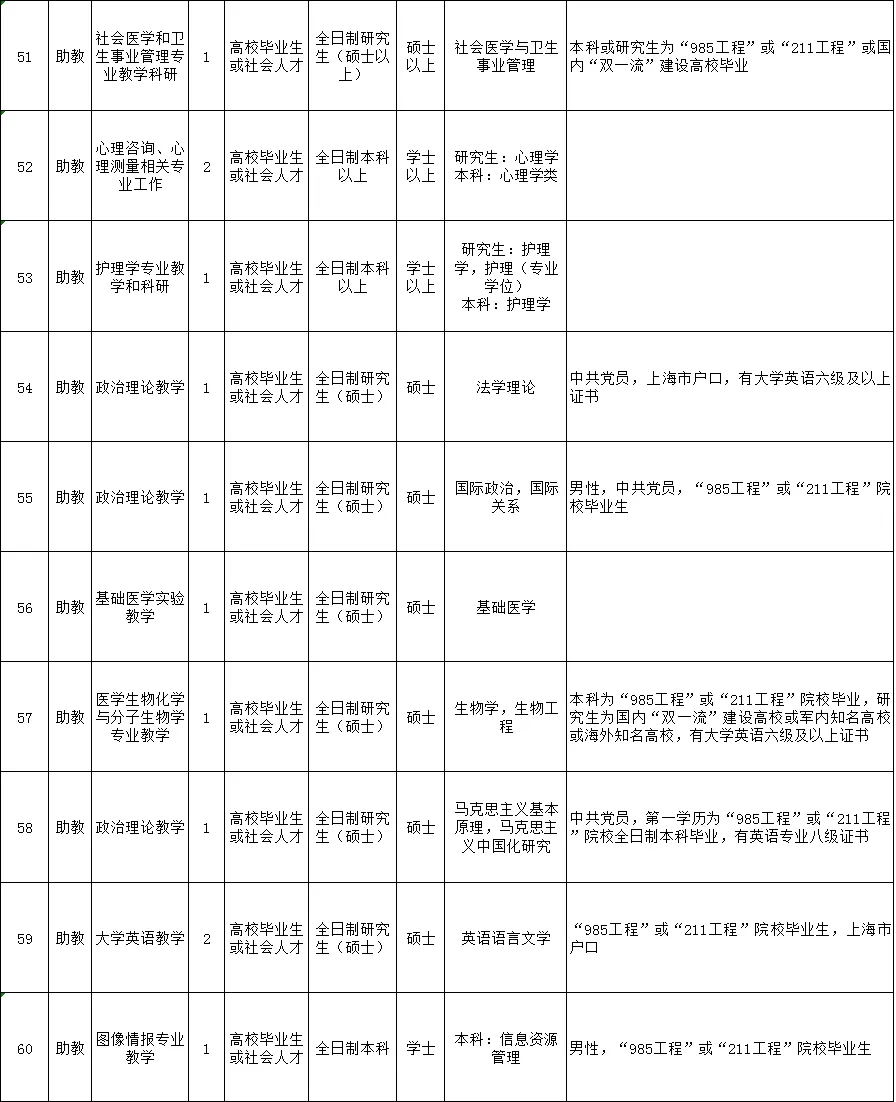 51
助教
社会医学和卫
生事业管理专
业教学科研
1
高校毕业生
或社会人才
全日制研究
生（硕士以
上）
硕士
以上
社会医学与卫生
事业管理
本科或研究生为“985工程”或“211工程”或国
内“双一流”建设高校毕业
52
助教
心理咨询、心
理测量相关专
业工作
2
高校毕业生
或社会人才
全日制本科
以上
学士
以上
研究生：心理学
本科：心理学类
53
助教
护理学专业教
学和科研
1
高校毕业生
或社会人才
全日制本科
以上
学士
以上
研究生：护理
学，护理（专业
学位）
本科：护理学
54
助教
政治理论教学
1
高校毕业生
或社会人才
全日制研究
生（硕士）
硕士
法学理论
中共党员，上海市户口，有大学英语六级及以上
证书
55
助教
政治理论教学
1
高校毕业生
或社会人才
全日制研究
生（硕士）
硕士
国际政治，国际
关系
男性，中共党员，“985工程”或“211工程”院
校毕业生
56
助教
基础医学实验
教学
1
高校毕业生
或社会人才
全日制研究
生（硕士）
硕士
基础医学
57
助教
医学生物化学
与分子生物学
专业教学
1
高校毕业生
或社会人才
全日制研究
生（硕士）
硕士
生物学，生物工
程
本科为“985工程”或“211工程”院校毕业，研
究生为国内“双一流”建设高校或军内知名高校
或海外知名高校，有大学英语六级及以上证书
58
助教
政治理论教学
1
高校毕业生
或社会人才
全日制研究
生（硕士）
硕士
马克思主义基本
原理，马克思主
义中国化研究
中共党员，第一学历为“985工程”或“211工程
”院校全日制本科毕业，有英语专业八级证书
59
助教
大学英语教学
2
高校毕业生
或社会人才
全日制研究
生（硕士）
硕士
英语语言文学
“985工程”或“211工程”院校毕业生，上海市
户口
60
助教
图像情报专业
教学
1
高校毕业生
或社会人才
全日制本科
学士
本科：信息资源
管理
男性，“985工程”或“211工程”院校毕业生